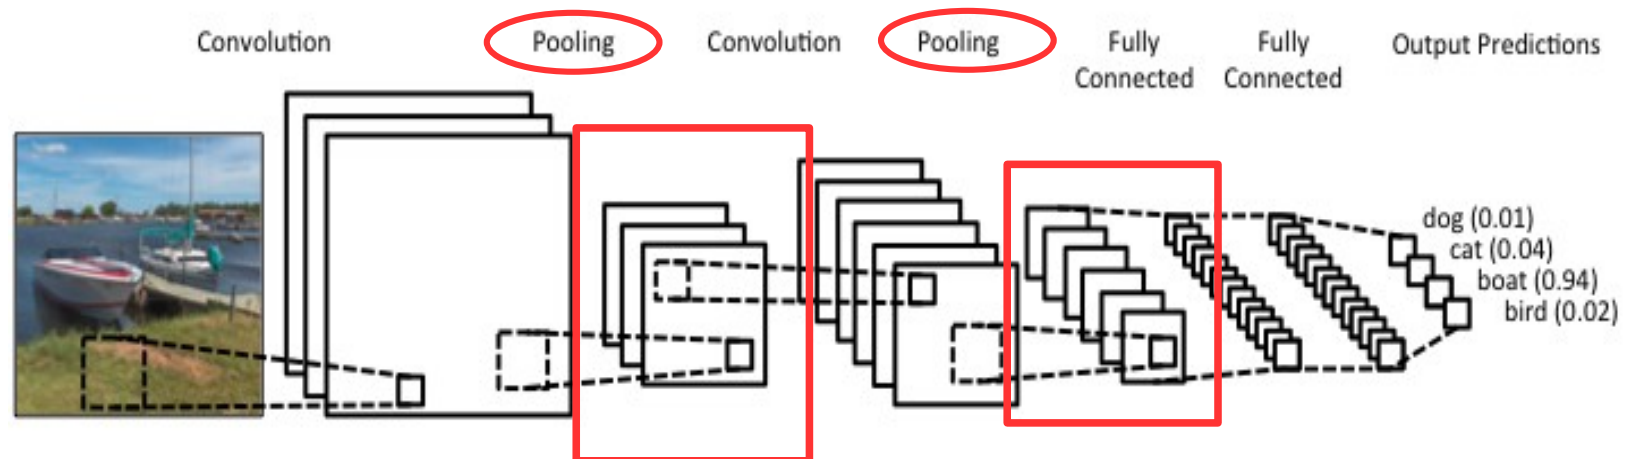 Convolution
Pooling
Convolution
Pooling
Fully
Connected
Fully
Connected
Output Predictions
dog (0.01)
cat (0.04)
boat (0.94)
bird (0.02)